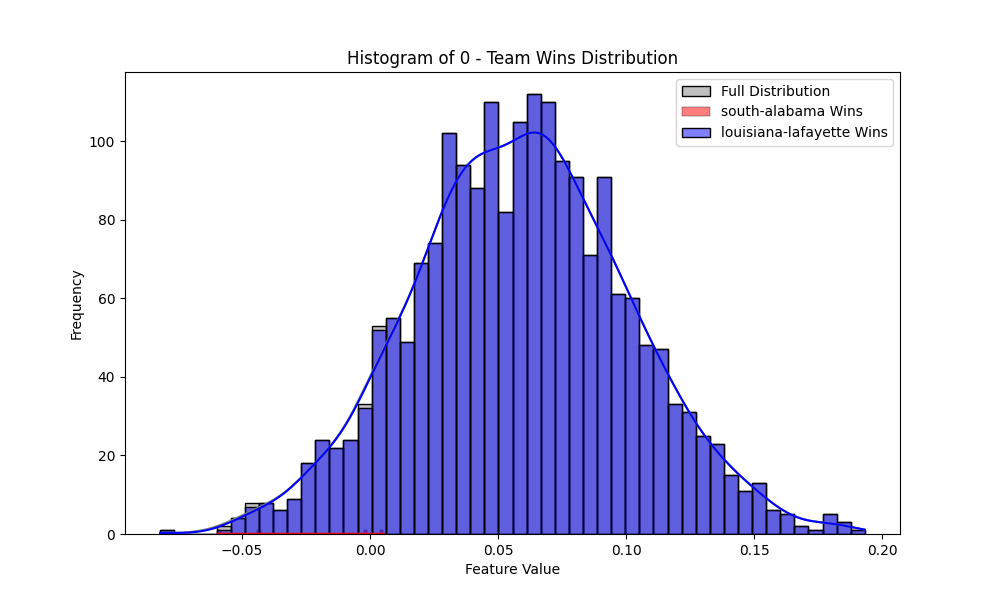 Histogram of 0 - Team Wins Distribution
Full Distribution
south-alabama Wins
louisiana-lafayette Wins
Frequency
100
80
60
40
20
0
−0.05 0.00 0.05 0.10 0.15 0.20
Feature Value